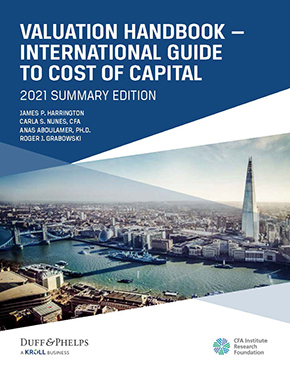 VALUATION HANDBOOK –
INTERNATIONAL GUIDE
TO COST OF CAPITAL
2021 SUMMARY EDITION
JAMES P. HARRINGTON
CARLA S. NUNES, CFA
ANAS ABOULAMER, PH.D.
ROGER J. GRABOWSKI
DUFF&PHELPS
A KROLL BUSINESS
CFA Institute
Research
Foundation